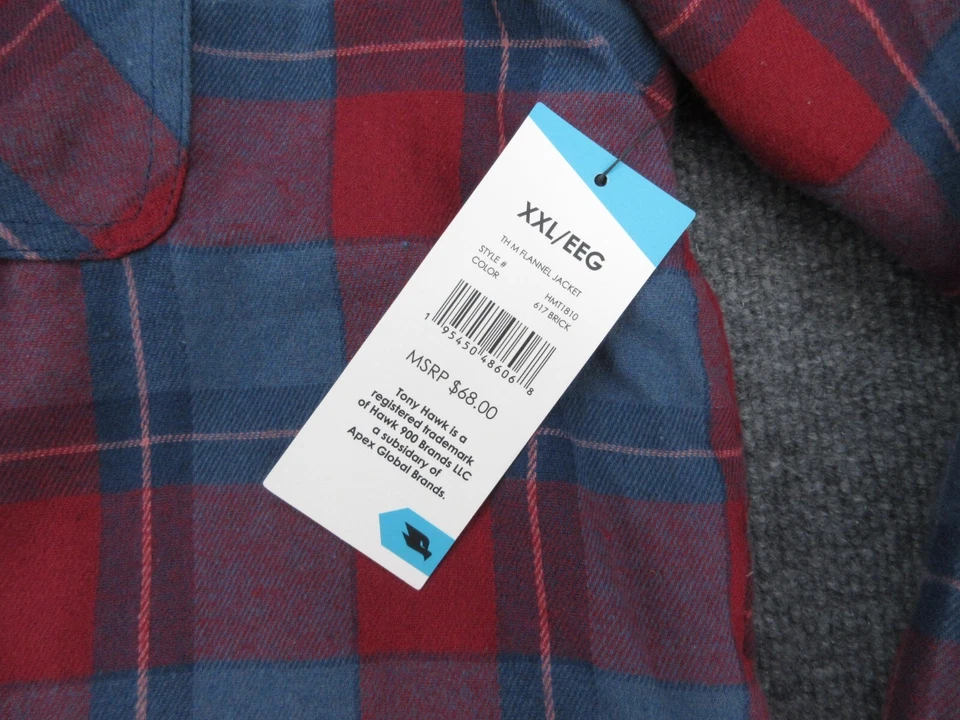 XXL/EEG
TH M FLANNEL JACKET
STYLE # HMT1810
COLOR 617 BRICK
1 95450 48606 8
MSRP $68.00
Tony Hawk is a
registered trademark
of Hawk 900 Brands LLC
a subsidary of
Apex Global Brands.